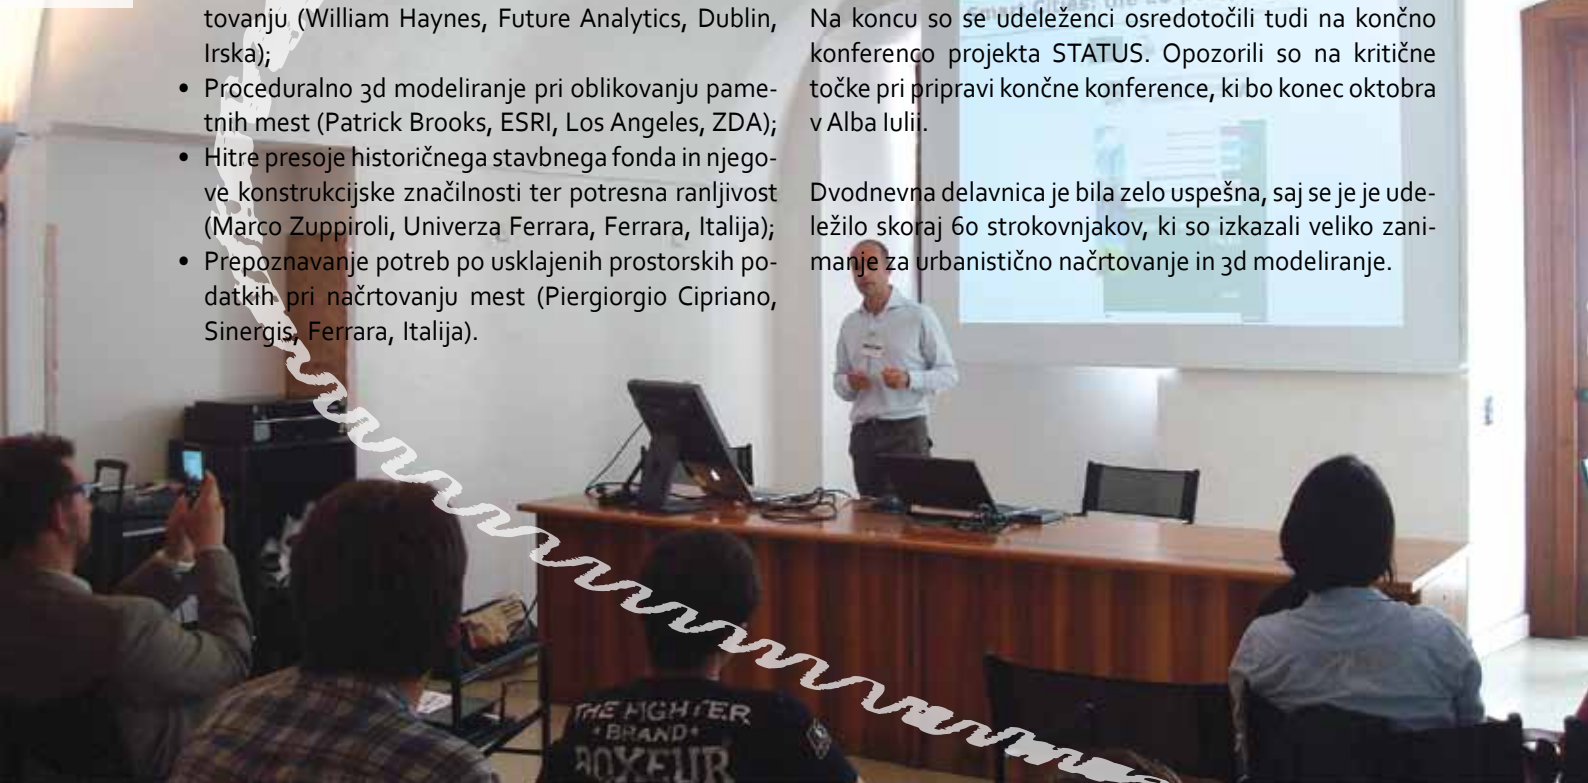 tovanju (William Haynes, Future Analytics, Dublin,
Irska);
• Proceduralno 3d modeliranje pri oblikovanju pame-
tnih mest (Patrick Brooks, ESRI, Los Angeles, ZDA);
• Hitre presoje historičnega stavbnega fonda in njego-
ve konstrukcijske značilnosti ter potresna ranljivost
(Marco Zuppiroli, Univerza Ferrara, Ferrara, Italija);
• Prepoznavanje potreb po usklajenih prostorskih po-
datkih pri načrtovanju mest (Piergiorgio Cipriano,
Sinergis, Ferrara, Italija).
Na koncu so se udeleženci osredotočili tudi na končno
konferenco projekta STATUS. Opozorili so na kritične
točke pri pripravi končne konference, ki bo konec oktobra
v Alba Iulii.
Dvodnevna delavnica je bila zelo uspešna, saj se je je ude-
ležilo skoraj 60 strokovnjakov, ki so izkazali veliko zani-
manje za urbanistično načrtovanje in 3d modeliranje.
Smart Cities:
THE FIGHTER
•BRAND•
BOXEUR